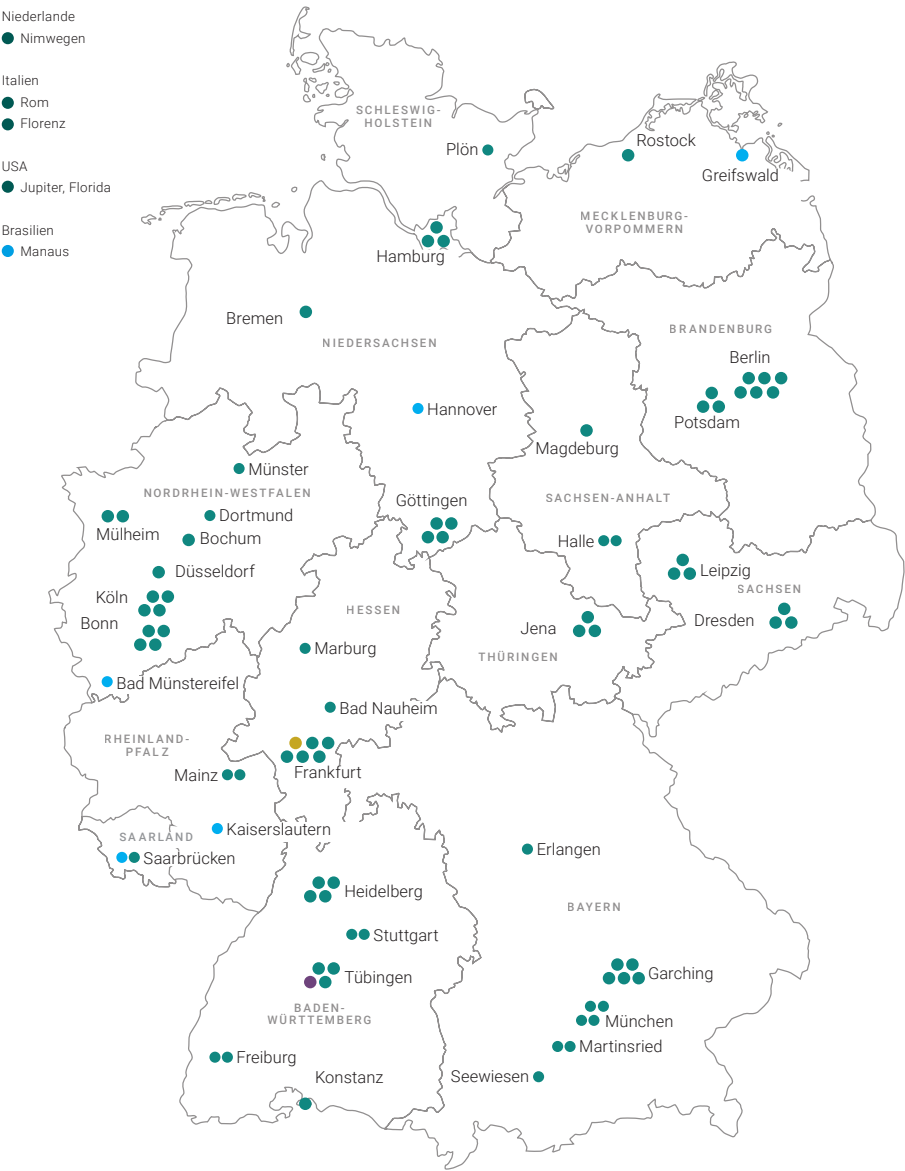 Niederlande
Nimwegen
Italien
Rom
Florenz
USA
Jupiter, Florida
Brasilien
Manaus
SCHLESWIG-
HOLSTEIN
Plön
Rostock
Greifswald
MECKLENBURG-
VORPOMMERN
Hamburg
Bremen
NIEDERSACHSEN
BRANDENBURG
Berlin
Hannover
Potsdam
Magdeburg
Münster
NORDRHEIN-WESTFALEN
SACHSEN-ANHALT
Göttingen
Dortmund
Mülheim
Bochum
Halle
Düsseldorf
Leipzig
SACHSEN
Köln
HESSEN
Bonn
Dresden
Jena
Marburg
THÜRINGEN
Bad Münstereifel
Bad Nauheim
RHEINLAND-
PFALZ
Frankfurt
Mainz
Kaiserslautern
SAARLAND
Saarbrücken
Erlangen
Heidelberg
BAYERN
Stuttgart
Garching
Tübingen
BADEN-
WÜRTTEMBERG
München
Martinsried
Freiburg
Konstanz
Seewiesen